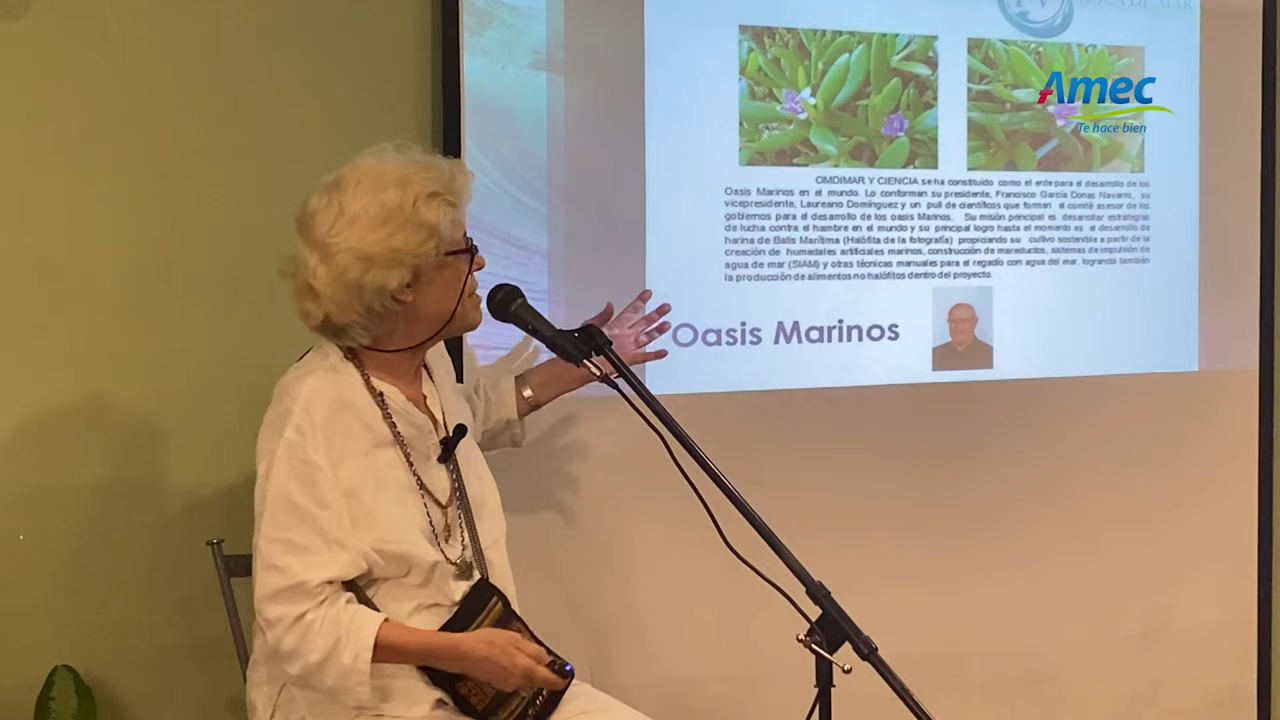 AGUA DE MAR
Amec
Te hace bien
OMDIMAR Y CIENCIA se ha constituido como el ente para el desarrollo de los
Oasis Marinos en el mundo. Lo conforman su presidente, Francisco García Donas Navarro, su
vicepresidente, Laureano Domínguez y un pull de científicos que forman el comité asesor de los
gobiernos para el desarrollo de los oasis Marinos. Su misión principal es desarrollar estrategias
de lucha contra el hambre en el mundo y su principal logro hasta el momento es el desarrollo de
harina de Batis Marítima (Halófita de la fotografía) propiciando su cultivo sostenible a partir de la
creación de humedales artificiales marinos, construcción de mareductos, sistemas de impulsión de
agua de mar (SIAM) y otras técnicas manuales para el regadío con agua del mar, logrando también
la producción de alimentos no halófitos dentro del proyecto.
Oasis Marinos